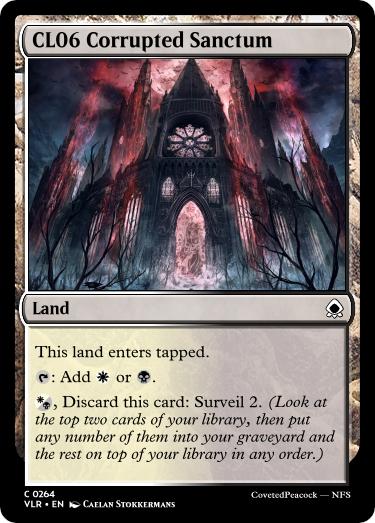 CL06 Corrupted Sanctum
Land
This land enters tapped.
: Add or .
, Discard this card: Surveil 2. (Look at
the top two cards of your library, then put
any number of them into your graveyard and
the rest on top of your library in any order.)
C 0264
VLR • EN Caelan Stokkermans
CovetedPeacock — NFS